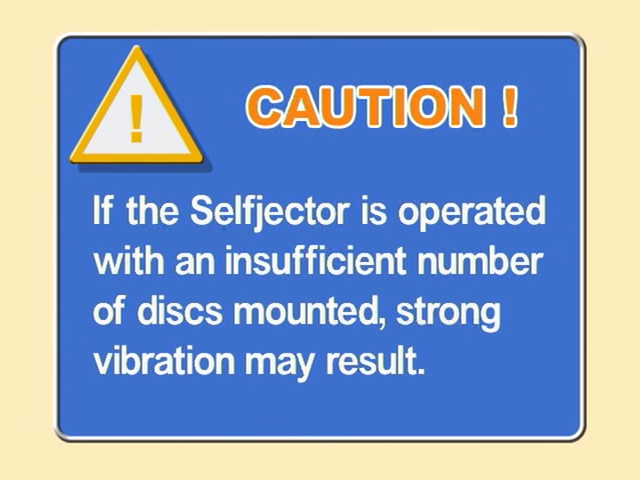 !
CAUTION !
If the Selfjector is operated
with an insufficient number
of discs mounted, strong
vibration may result.